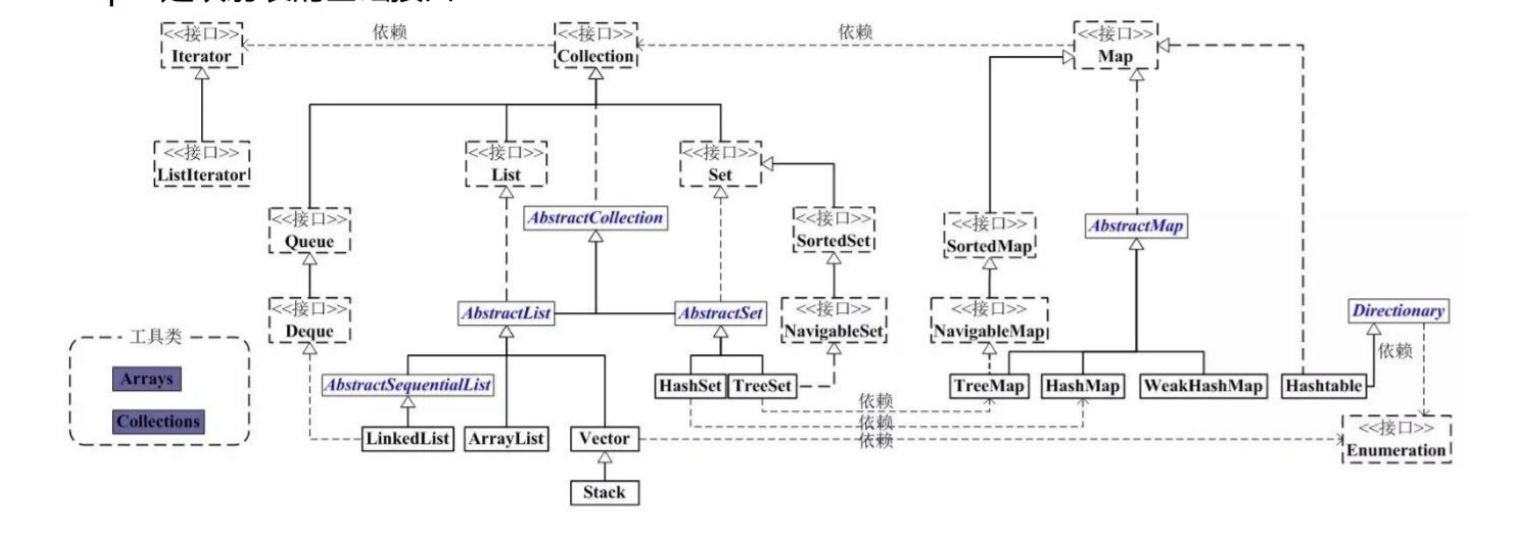 <<接口>>
Iterator
依赖
<<接口>>
Collection
依赖
<<接口>>
Map
<<接口>>
ListIterator
<<接口>>
List
<<接口>>
Set
<<接口>>
Queue
AbstractCollection
<<接口>>
SortedSet
<<接口>>
SortedMap
AbstractMap
<<接口>>
Deque
AbstractList
AbstractSet
<<接口>>
NavigableSet
<<接口>>
NavigableMap
Directionary
依赖
工具类
Arrays
Collections
AbstractSequentialList
HashSet
TreeSet
TreeMap
HashMap
WeakHashMap
Hashtable
依赖
依赖
依赖
LinkedList
ArrayList
Vector
<<接口>>
Enumeration
Stack